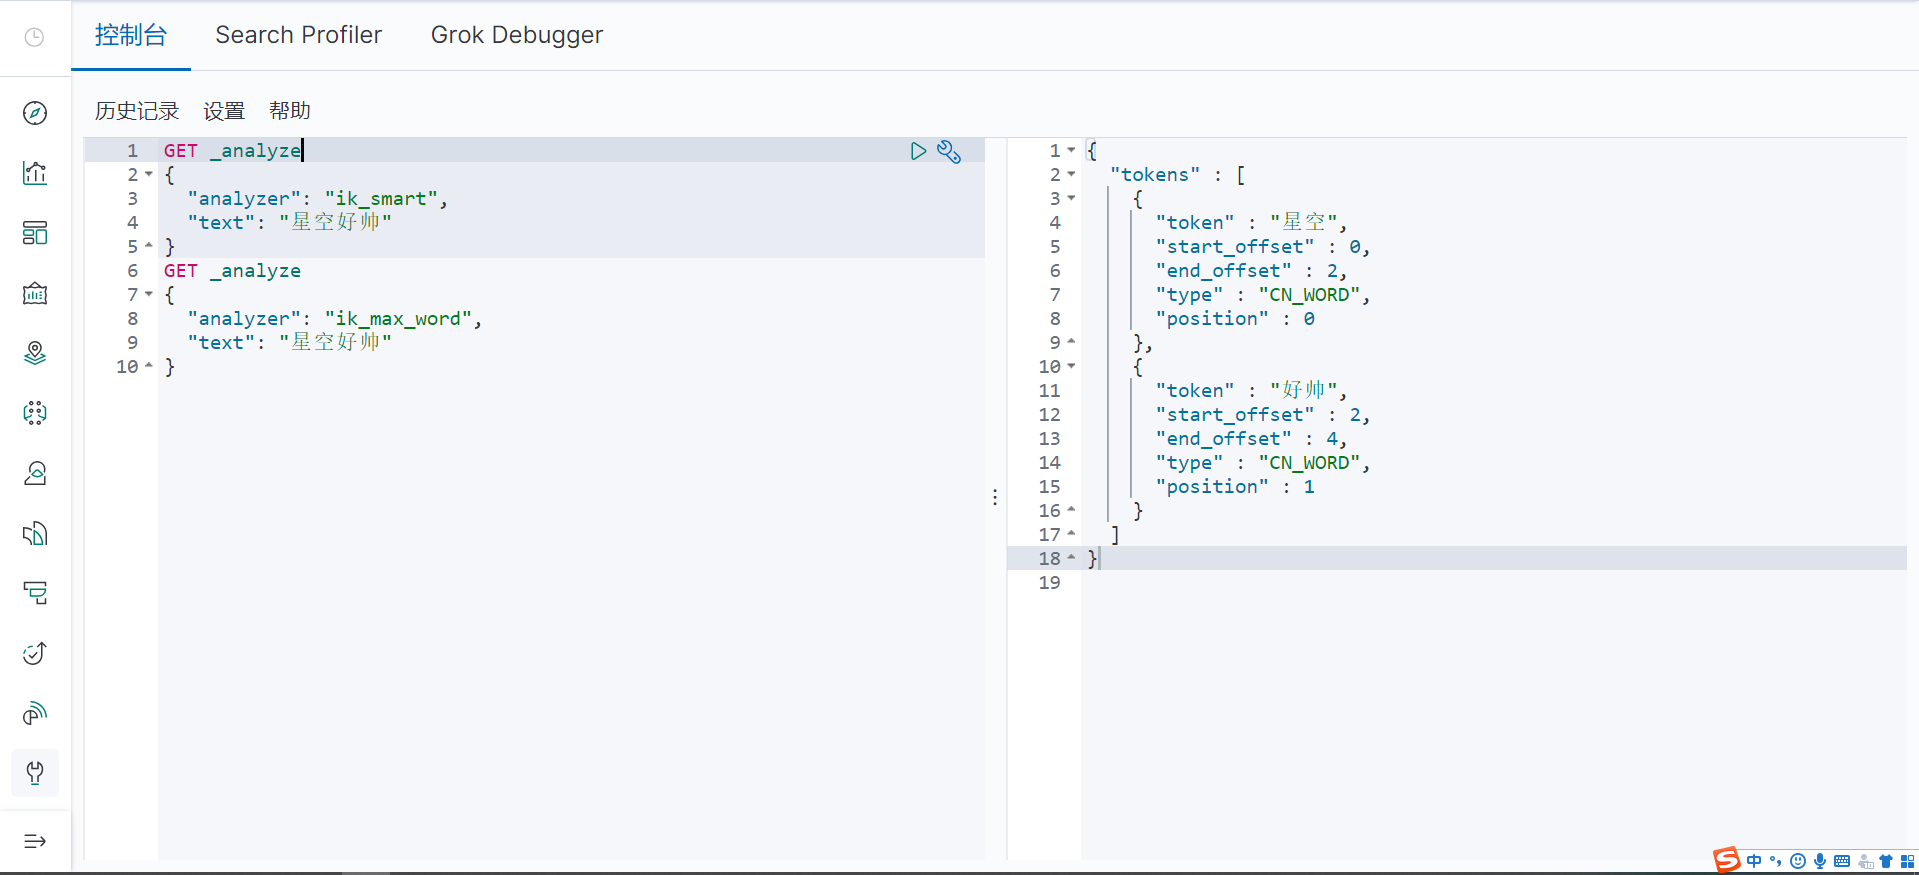 控制台 Search Profiler Grok Debugger
历史记录 设置 帮助
1 GET _analyze
2 {
3 "analyzer": "ik_smart",
4 "text": "星空好帅"
5 }
6 GET _analyze
7 {
8 "analyzer": "ik_max_word",
9 "text": "星空好帅"
10 }
1 {
2 "tokens" : [
3 {
4 "token" : "星空",
5 "start_offset" : 0,
6 "end_offset" : 2,
7 "type" : "CN_WORD",
8 "position" : 0
9 },
10 {
11 "token" : "好帅",
12 "start_offset" : 2,
13 "end_offset" : 4,
14 "type" : "CN_WORD",
15 "position" : 1
16 }
17 ]
18 }
19
S 中